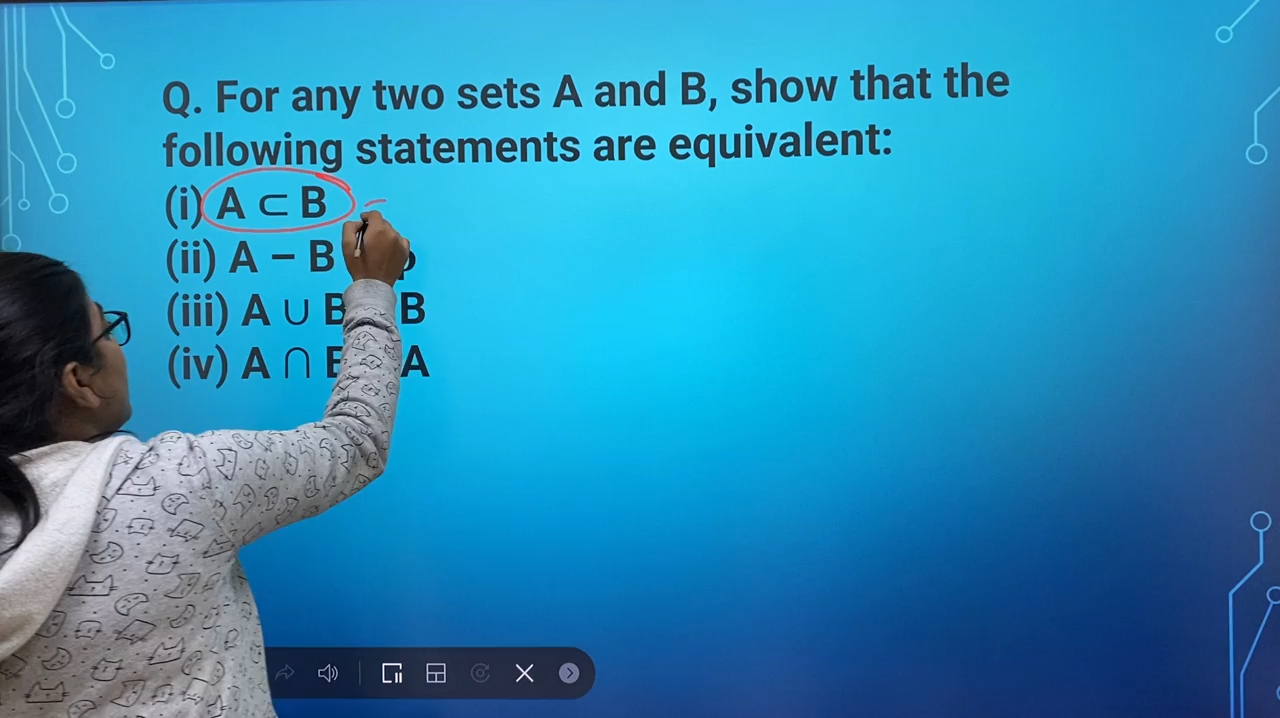 Q. For any two sets A and B, show that the
following statements are equivalent:
(i) A ⊂ B
(ii) A – B
(iii) A ∪ B B
(iv) A ∩ A